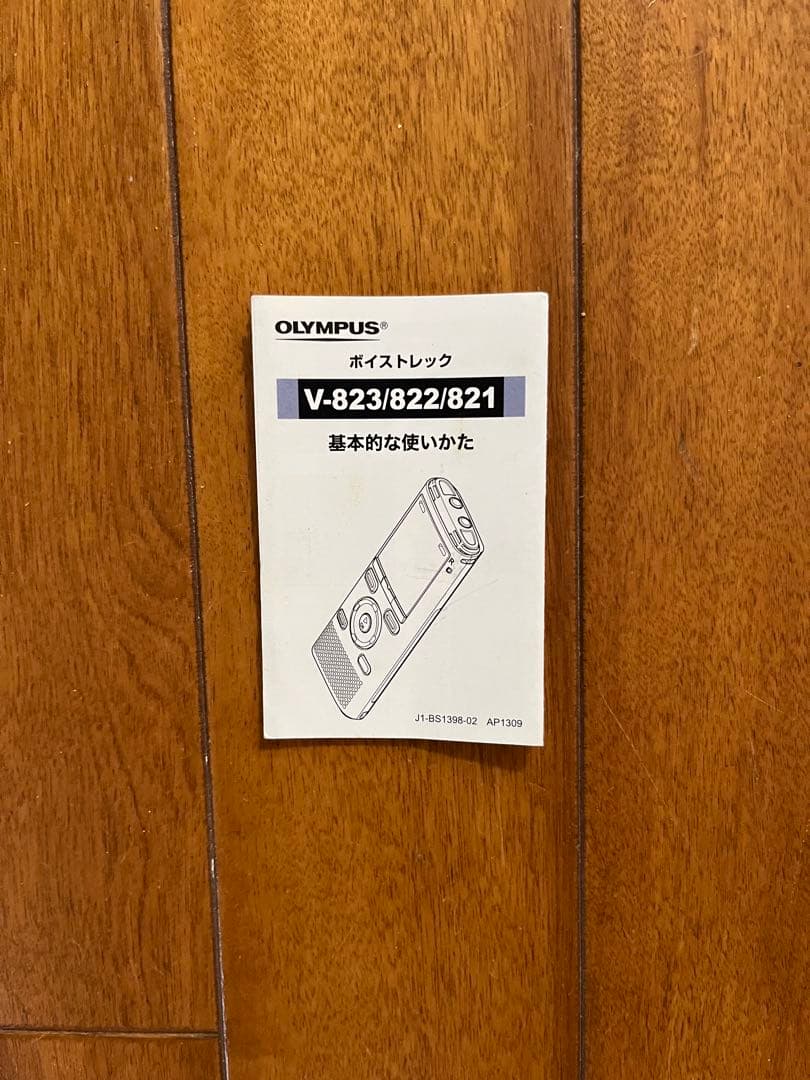 OLYMPUS®
ボイストレック
V-823/822/821
基本的な使いかた
R
J1-BS1398-02 AP1309